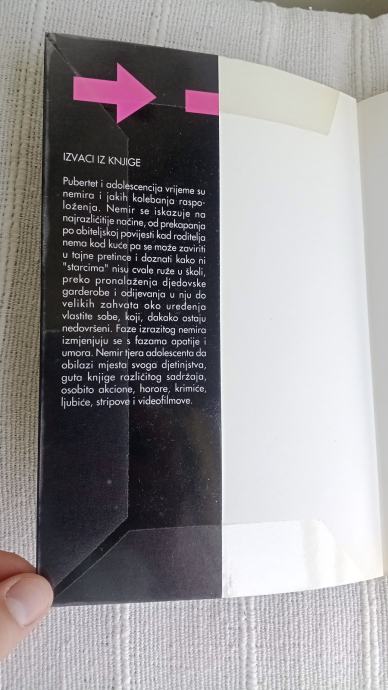 IZVACI IZ KNJIGE
Pubertet i adolescencija vrijeme su
nemira i jakih kolebanja raspo-
loženja. Nemir se iskazuje na
najrazličitije načine, od prekapanja
po obiteljskoj povijesti kad roditelja
nema kod kuće pa se može zaviriti
u tajne pretince i doznati kako ni
"starcima" nisu cvale ruže u školi,
preko pronalaženja djedovske
garderobe i odijevanja u nju do
velikih zahvata oko uređenja
vlastite sobe, koji, dakako ostaju
nedovršeni. Faze izrazitog nemira
izmjenjuju se s fazama apatije i
umora. Nemir tjera adolescenta da
obilazi mjesta svoga djetinjstva,
guta knjige različitog sadržaja,
osobito akcione, horore, krimiće,
ljubiće, stripove i videofilmove.